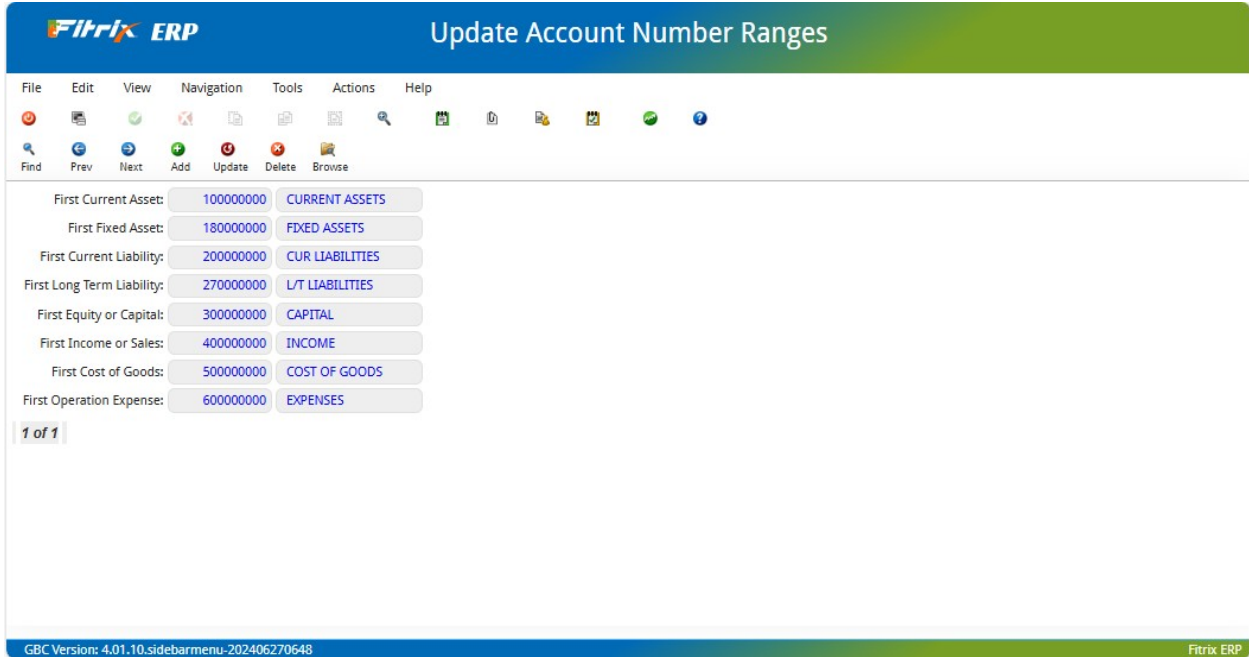 Fitrix ERP Update Account Number Ranges
File Edit View Navigation Tools Actions Help
Find Prev Next Add Update Delete Browse
First Current Asset: 100000000 CURRENT ASSETS
First Fixed Asset: 180000000 FIXED ASSETS
First Current Liability: 200000000 CUR LIABILITIES
First Long Term Liability: 270000000 L/T LIABILITIES
First Equity or Capital: 300000000 CAPITAL
First Income or Sales: 400000000 INCOME
First Cost of Goods: 500000000 COST OF GOODS
First Operation Expense: 600000000 EXPENSES
1 of 1
GBC Version: 4.01.10.sidebarmenu-202406270648 Fitrix ERP